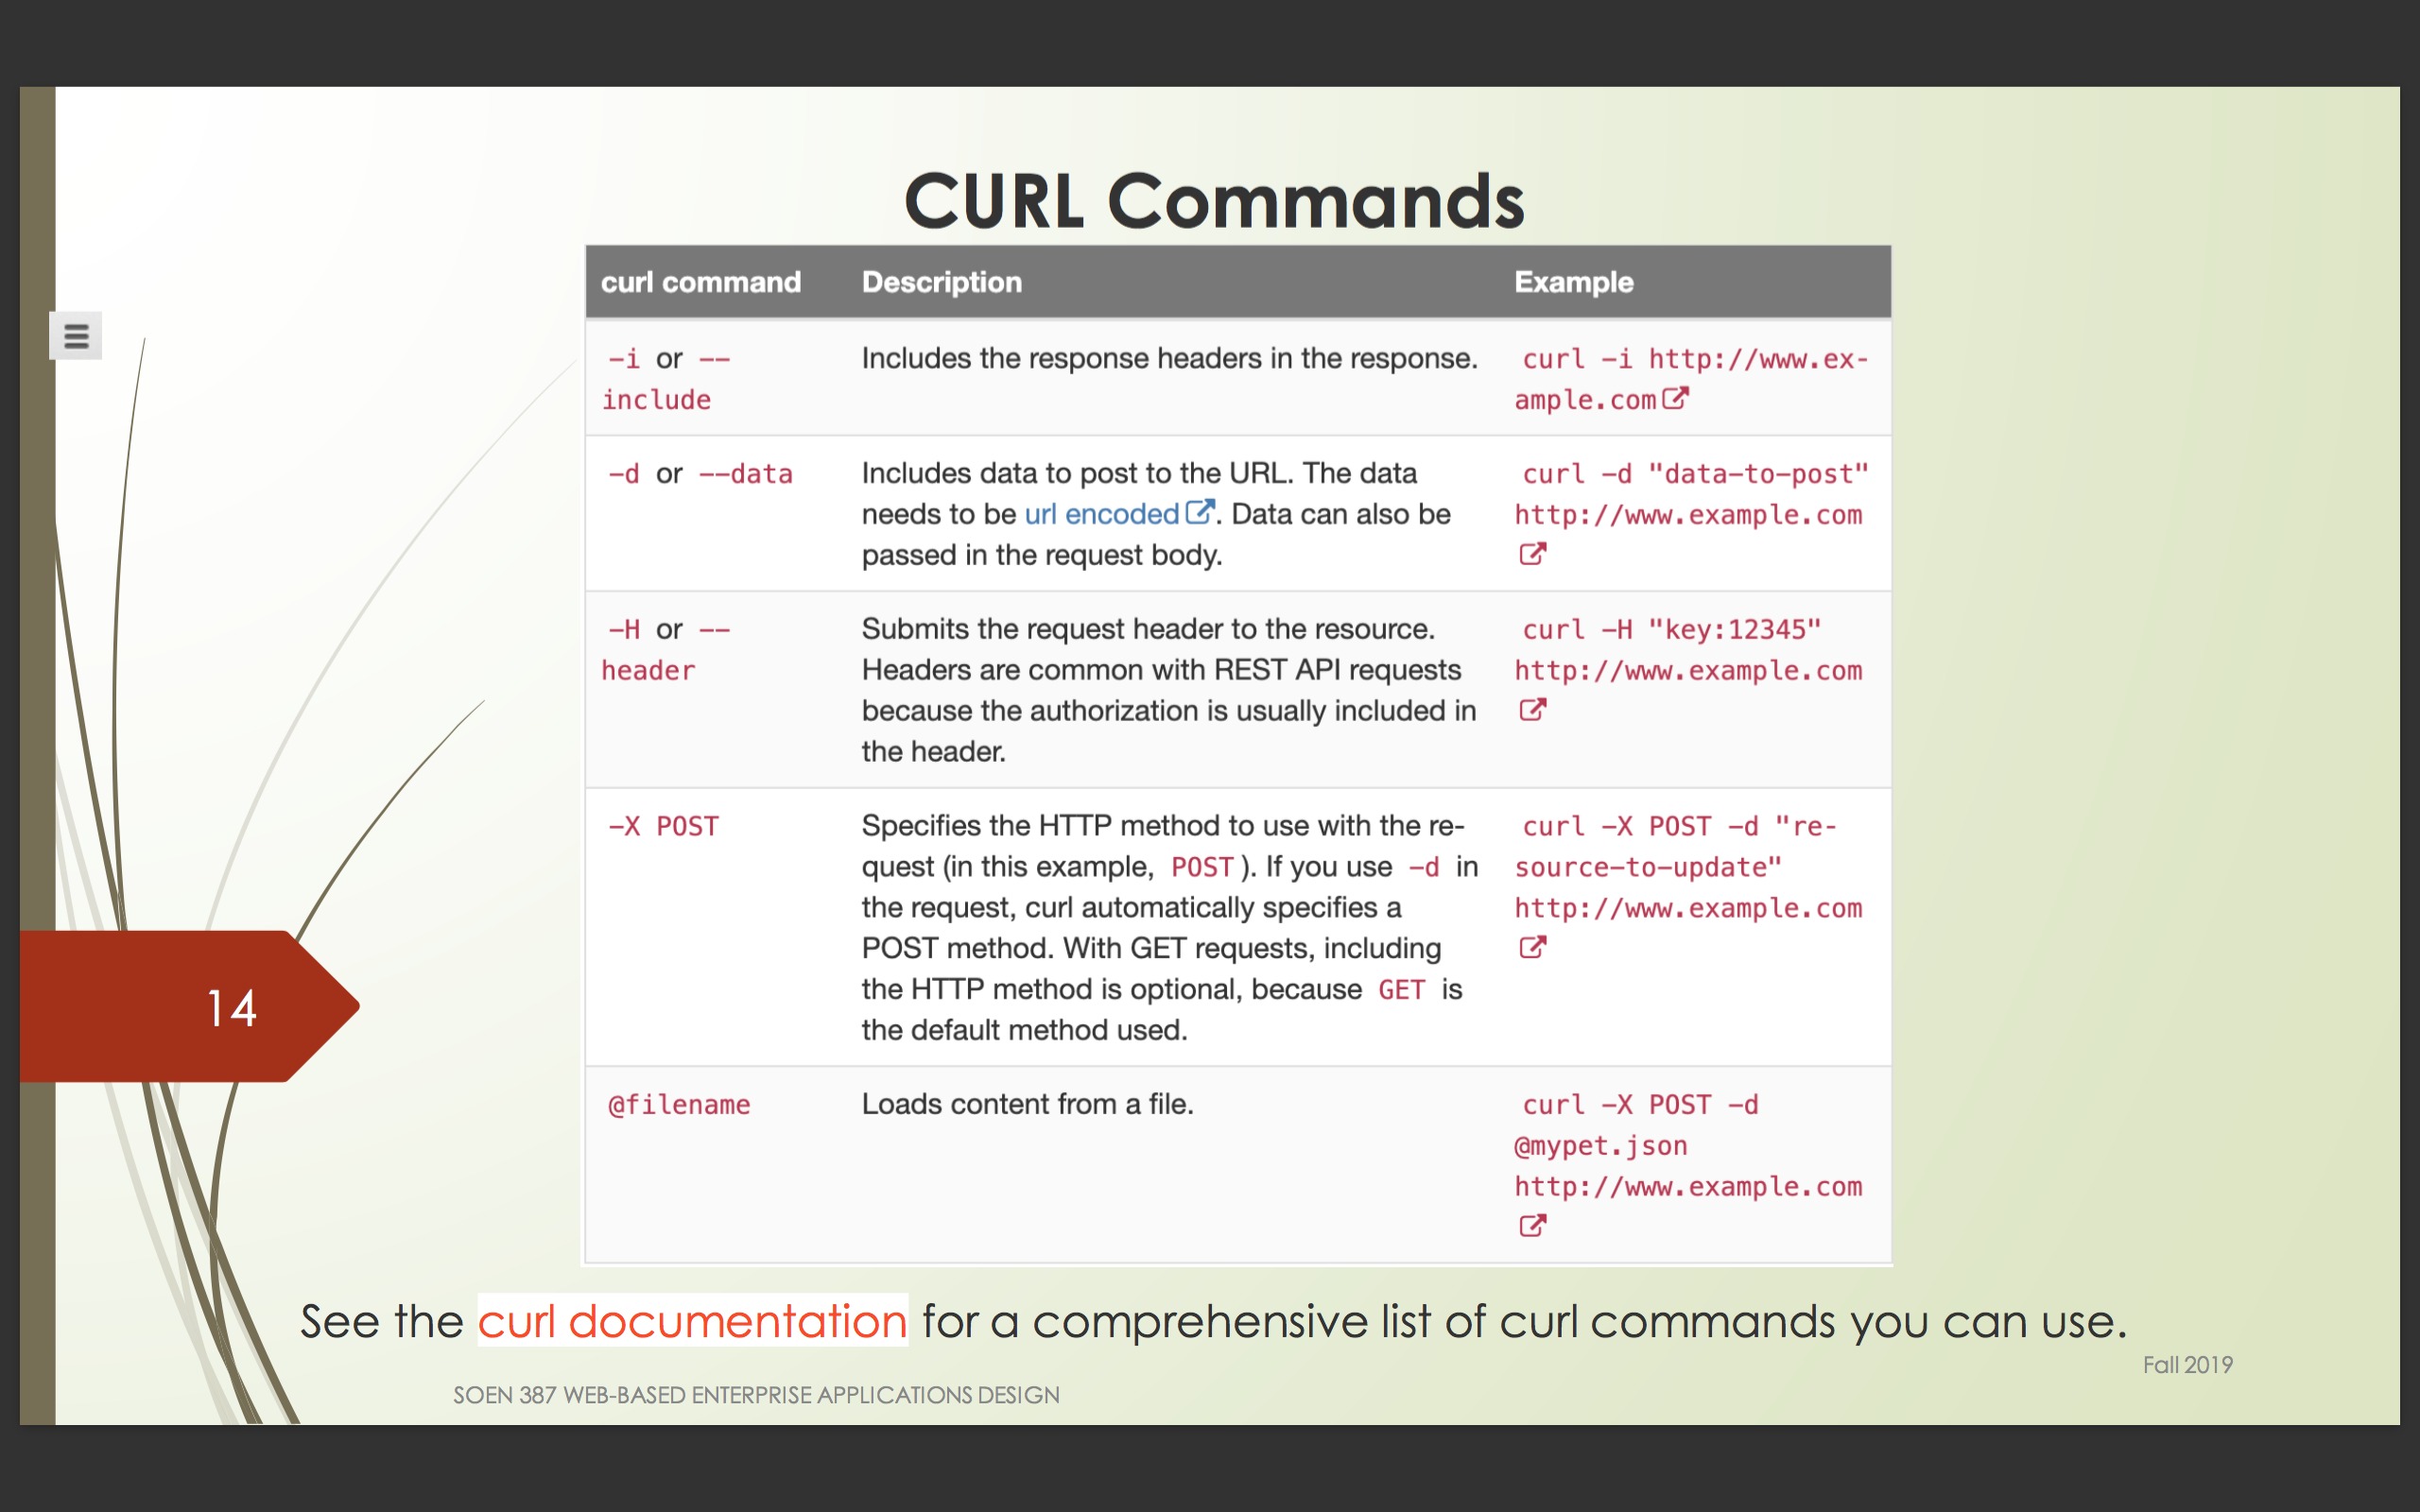 CURL Commands
curl command Description Example
-i or --
include
Includes the response headers in the response.
curl -i http://www.ex-
ample.com
-d or --data
Includes data to post to the URL. The data
needs to be url encoded. Data can also be
passed in the request body.
curl -d "data-to-post"
http://www.example.com
-H or --
header
Submits the request header to the resource.
Headers are common with REST API requests
because the authorization is usually included in
the header.
curl -H "key:12345"
http://www.example.com
-X POST
Specifies the HTTP method to use with the re-
quest (in this example, POST). If you use -d in
the request, curl automatically specifies a
POST method. With GET requests, including
the HTTP method is optional, because GET is
the default method used.
curl -X POST -d "re-
source-to-update"
http://www.example.com
@filename
Loads content from a file.
curl -X POST -d
@mypet.json
http://www.example.com
14
See the curl documentation for a comprehensive list of curl commands you can use.
Fall 2019
SOEN 387 WEB-BASED ENTERPRISE APPLICATIONS DESIGN